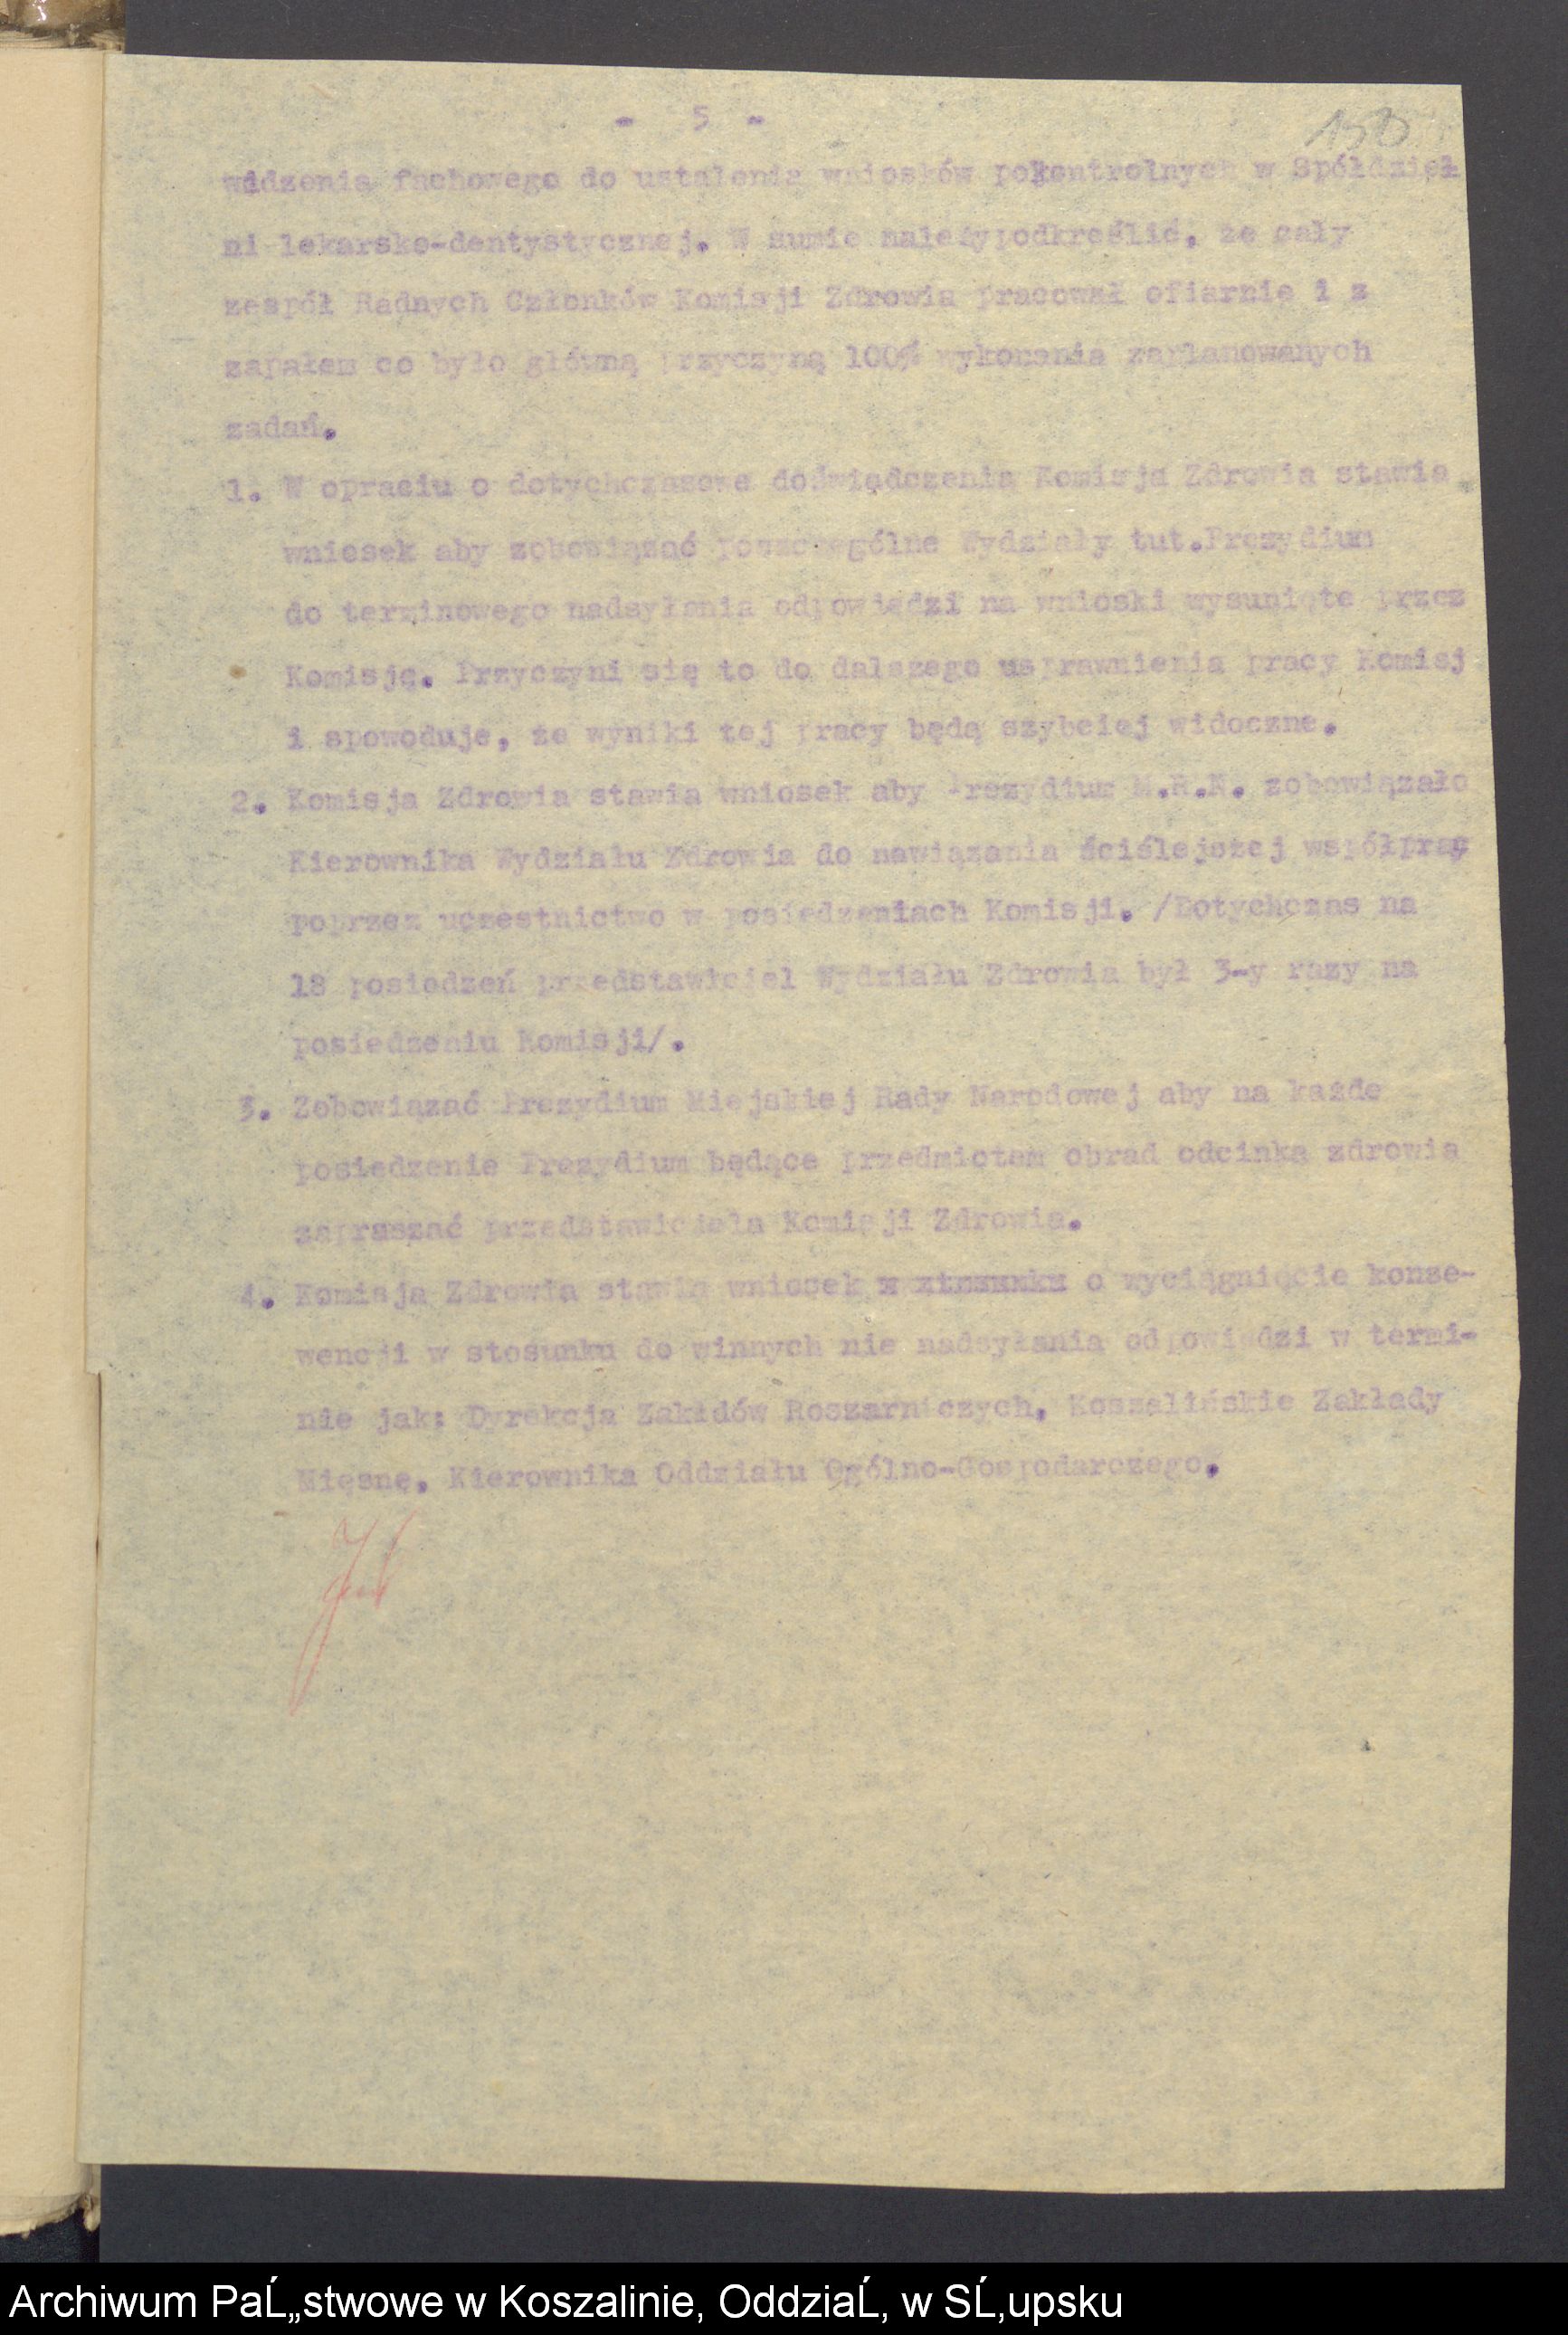 - 5 -
widzenia fachowego do ustalenia wniosków pokontrolnych w Spółdziel
ni lekarsko-dentystycznej. W sumie należypodkreślić, że cały
zespół Radnych Członków Komisji Zdrowia pracował ofiarnie i z
zapałem co było główną przyczyną 100% wykonania zaplanowanych
zadań.
1. W opraciu o dotychczasowe doświadczenia Komisja Zdrowia stawia
wniosek aby zobowiązać poszczególne Wydziały tut.Prezydium
do terminowego nadsyłania odpowiedzi na wnioski wysunięte przez
Komisję. Przyczyni się to do dalszego usprawnienia pracy Komisj
i spowoduje, że wyniki tej pracy będą szybciej widoczne.
2. Komisja Zdrowia stawia wniosek aby Prezydium M.R.N. zobowiązało
Kierownika Wydziału Zdrowia do nawiązania ściślejszej współprac
poprzez uczestnictwo w posiedzeniach Komisji. /Dotychczas na
18 posiedzeń przedstawiciel Wydziału Zdrowia był 3-y razy na
posiedzeniu Komisji/.
3. Zobowiązać Prezydium Miejskiej Rady Narodowej aby na każde
posiedzenie Prezydium będące przedmiotem obrad odcinka zdrowia
zapraszać przedstawiciela Komisji Zdrowia.
4. Komisja Zdrowia stawia wniosek o wyciągnięcie konse-
wencji w stosunku do winnych nie nadsyłania odpowiedzi w termi-
nie jak: Dyrekcja Zakłdów Roszarniczych, Koszalińskie Zakłady
Mięsne, Kierownika Oddziału Ogólno-Gospodarczego.
Archiwum PaĹ„stwowe w Koszalinie, OddziaĹ‚ w SĹ‚upsku